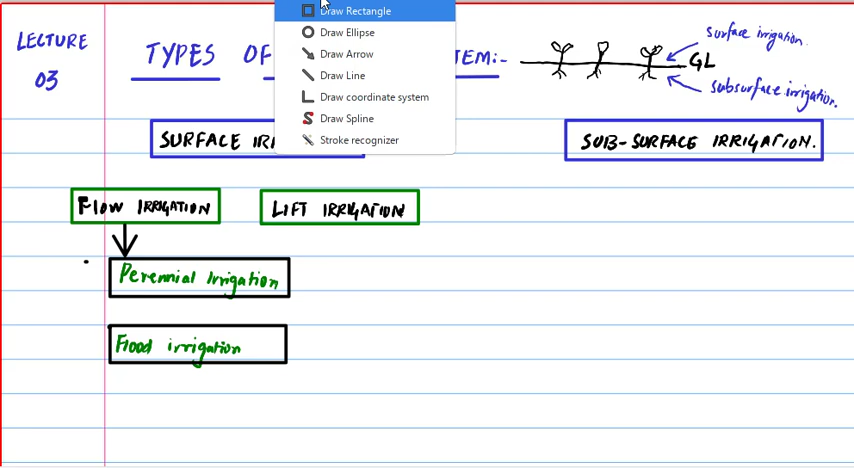 LECTURE
03
TYPES OF
TEM:-
surface irrigation.
GL
subsurface irrigation.
Draw Rectangle
Draw Ellipse
Draw Arrow
Draw Line
Draw coordinate system
Draw Spline
Stroke recognizer
SURFACE IRRI
SUB-SURFACE IRRIGATION.
FLOW IRRIGATION
LIFT IRRIGATION
Perennial Irrigation
Flood irrigation